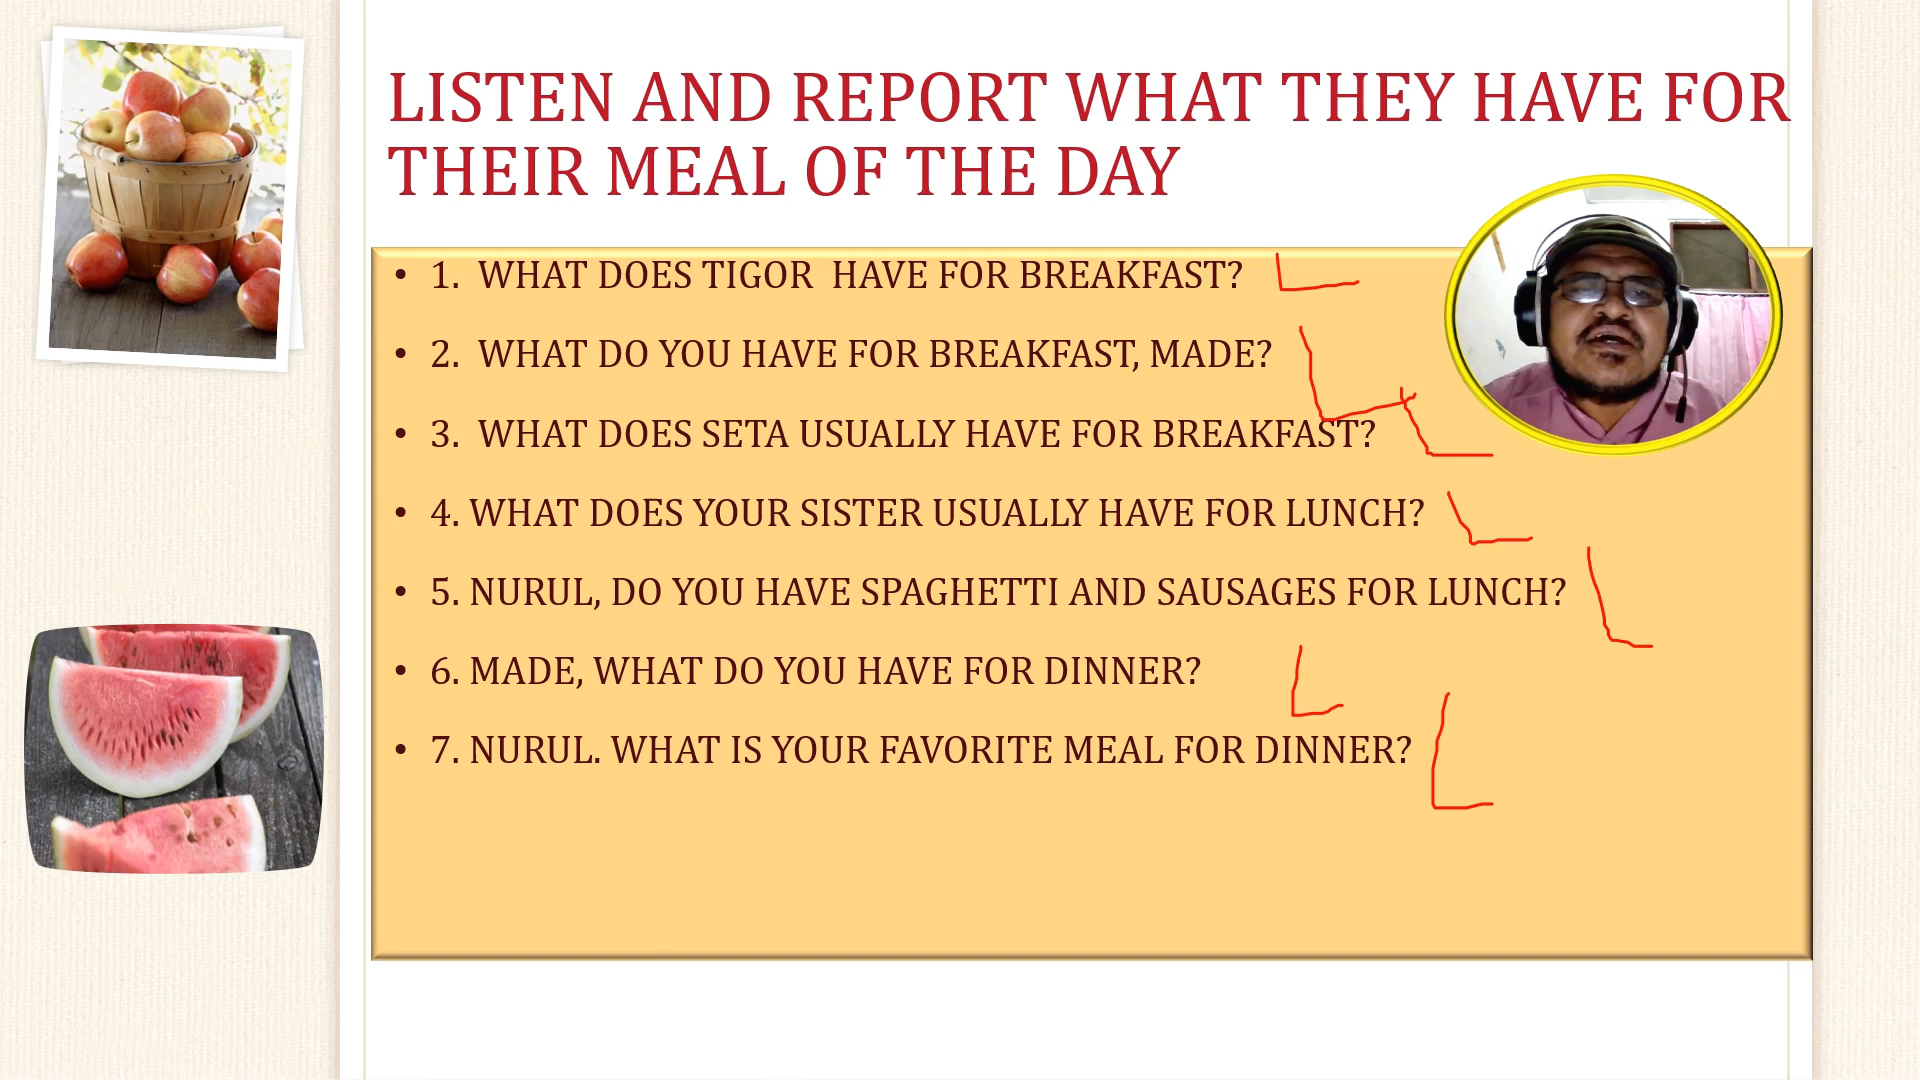 LISTEN AND REPORT WHAT THEY HAVE FOR
THEIR MEAL OF THE DAY
• 1. WHAT DOES TIGOR HAVE FOR BREAKFAST?
• 2. WHAT DO YOU HAVE FOR BREAKFAST, MADE?
• 3. WHAT DOES SETA USUALLY HAVE FOR BREAKFAST?
• 4. WHAT DOES YOUR SISTER USUALLY HAVE FOR LUNCH?
• 5. NURUL, DO YOU HAVE SPAGHETTI AND SAUSAGES FOR LUNCH?
• 6. MADE, WHAT DO YOU HAVE FOR DINNER?
• 7. NURUL. WHAT IS YOUR FAVORITE MEAL FOR DINNER?